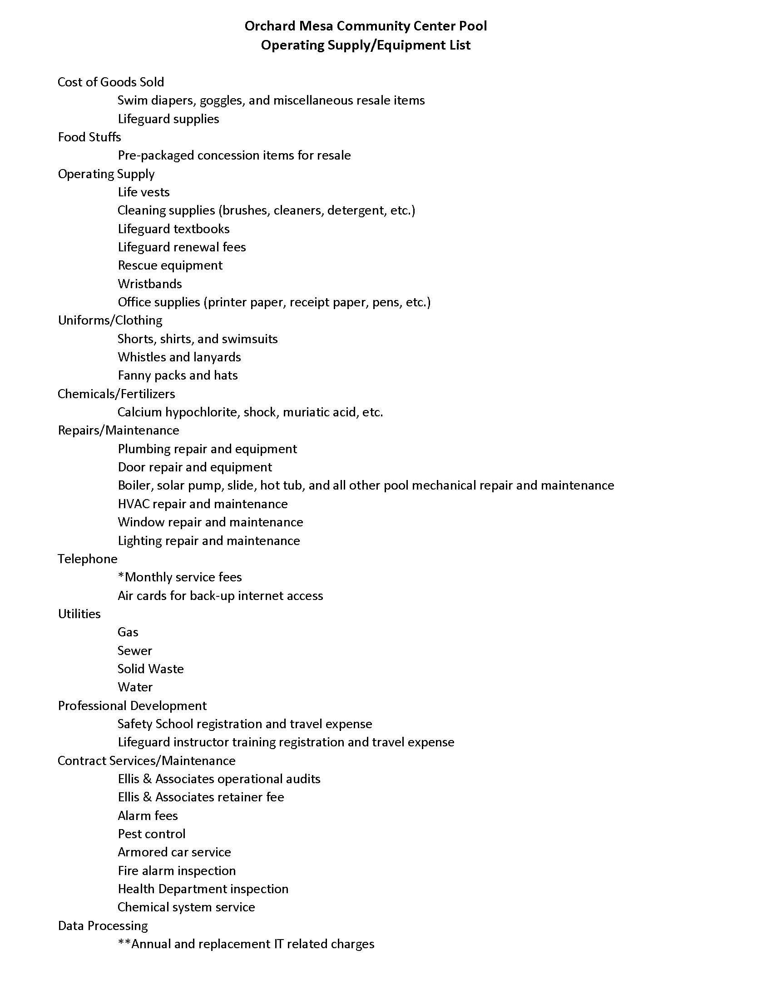 Orchard Mesa Community Center Pool
Operating Supply/Equipment List
Cost of Goods Sold
Swim diapers, goggles, and miscellaneous resale items
Lifeguard supplies
Food Stuffs
Pre-packaged concession items for resale
Operating Supply
Life vests
Cleaning supplies (brushes, cleaners, detergent, etc.)
Lifeguard textbooks
Lifeguard renewal fees
Rescue equipment
Wristbands
Office supplies (printer paper, receipt paper, pens, etc.)
Uniforms/Clothing
Shorts, shirts, and swimsuits
Whistles and lanyards
Fanny packs and hats
Chemicals/Fertilizers
Calcium hypochlorite, shock, muriatic acid, etc.
Repairs/Maintenance
Plumbing repair and equipment
Door repair and equipment
Boiler, solar pump, slide, hot tub, and all other pool mechanical repair and maintenance
HVAC repair and maintenance
Window repair and maintenance
Lighting repair and maintenance
Telephone
*Monthly service fees
Air cards for back-up internet access
Utilities
Gas
Sewer
Solid Waste
Water
Professional Development
Safety School registration and travel expense
Lifeguard instructor training registration and travel expense
Contract Services/Maintenance
Ellis & Associates operational audits
Ellis & Associates retainer fee
Alarm fees
Pest control
Armored car service
Fire alarm inspection
Health Department inspection
Chemical system service
Data Processing
**Annual and replacement IT related charges